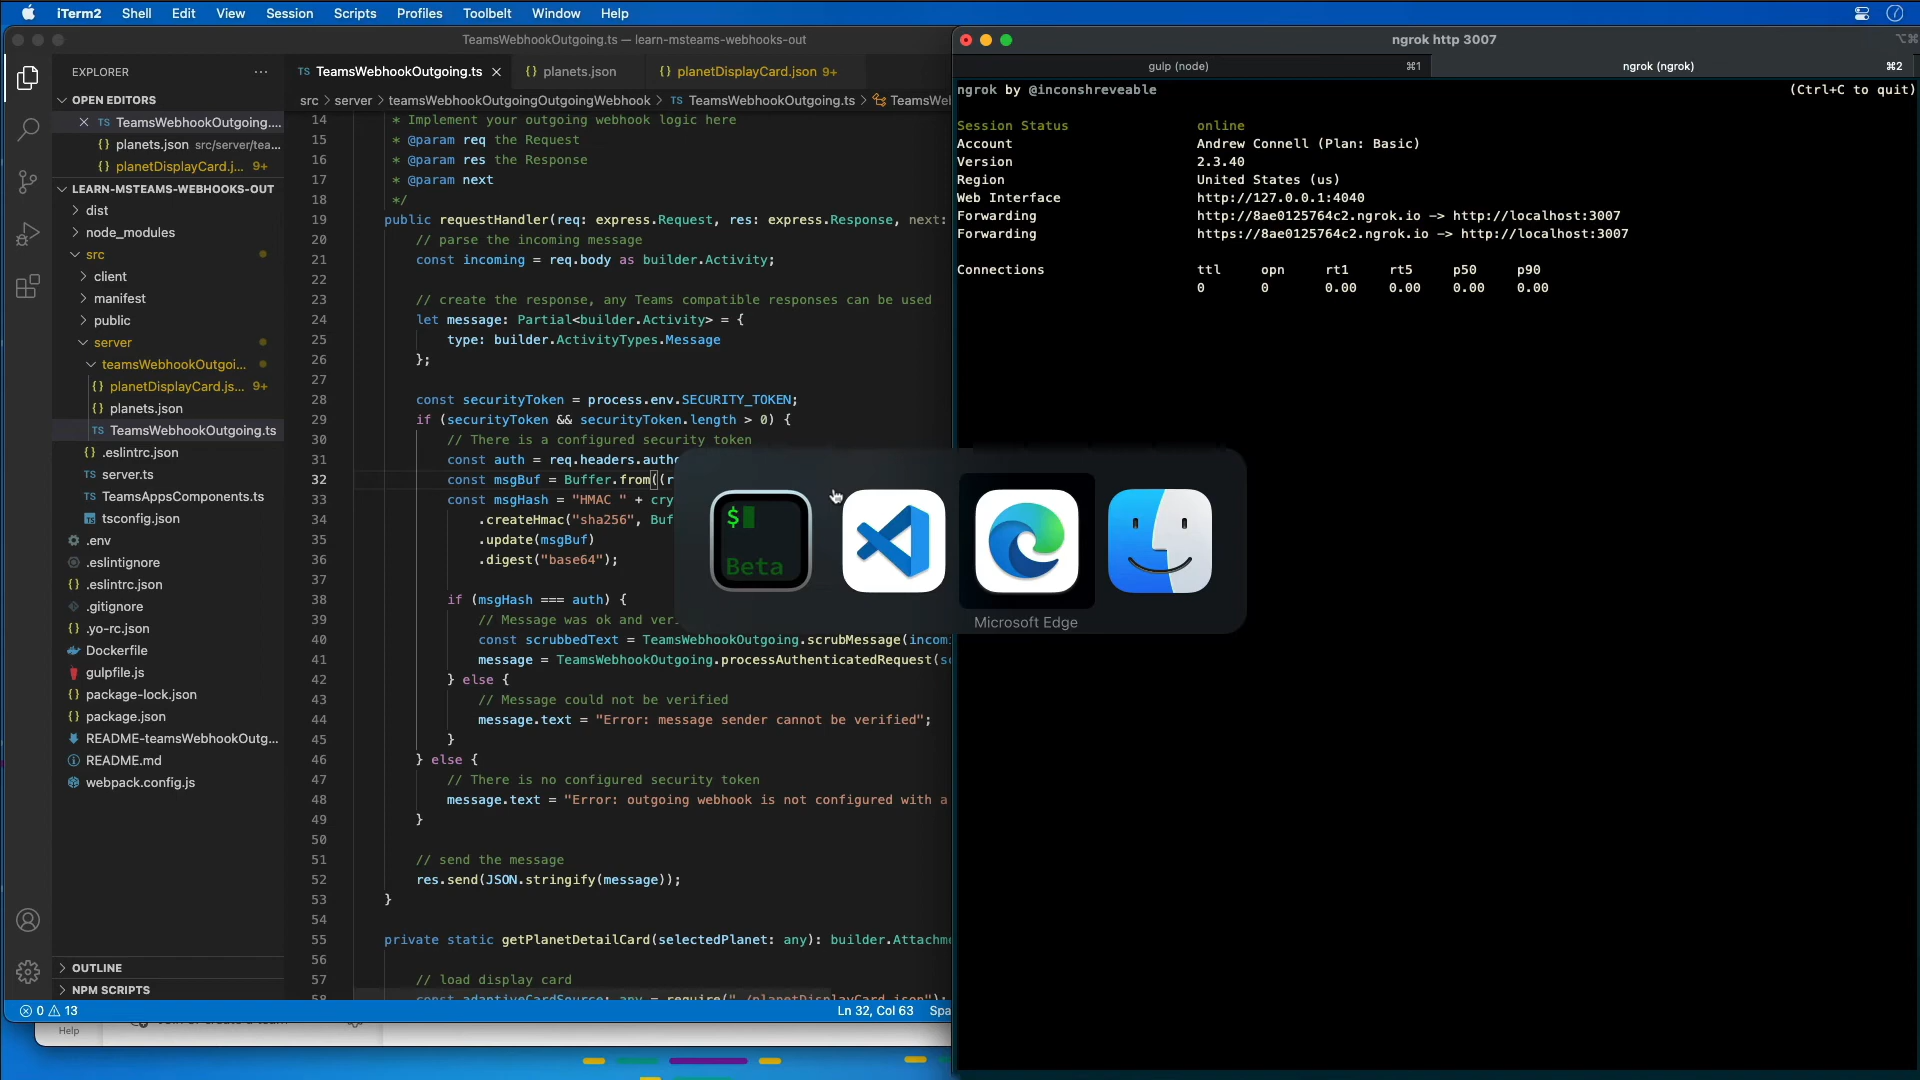 iTerm2 Shell Edit View Session Scripts Profiles Toolbelt Window Help
TeamsWebhookOutgoing.ts — learn-msteams-webhooks-out
EXPLORER ...
OPEN EDITORS
TS TeamsWebhookOutgoing....
{} planets.json src/server/tea...
{} planetDisplayCard.j... 9+
LEARN-MSTEAMS-WEBHOOKS-OUT
dist
node_modules
src
client
manifest
public
server
teamsWebhookOutgoi...
{} planetDisplayCard.js... 9+
{} planets.json
TS TeamsWebhookOutgoing.ts
{} .eslintrc.json
TS server.ts
TS TeamsAppsComponents.ts
tsconfig.json
.env
.eslintignore
{} .eslintrc.json
.gitignore
{} .yo-rc.json
Dockerfile
gulpfile.js
{} package-lock.json
{} package.json
README-teamsWebhookOutg...
README.md
webpack.config.js
OUTLINE
NPM SCRIPTS
TS TeamsWebhookOutgoing.ts {} planets.json {} planetDisplayCard.json 9+
src > server > teamsWebhookOutgoingOutgoingWebhook > TS TeamsWebhookOutgoing.ts > TeamsWel
14 * Implement your outgoing webhook logic here
15 * @param req the Request
16 * @param res the Response
17 * @param next
18 */
19 public requestHandler(req: express.Request, res: express.Response, next:
20 // parse the incoming message
21 const incoming = req.body as builder.Activity;
22
23 // create the response, any Teams compatible responses can be used
24 let message: Partial<builder.Activity> = {
25 type: builder.ActivityTypes.Message
26 };
27
28 const securityToken = process.env.SECURITY_TOKEN;
29 if (securityToken && securityToken.length > 0) {
30 // There is a configured security token
31 const auth = req.headers.autho
32 const msgBuf = Buffer.from((r
33 const msgHash = "HMAC " + cry
34 .createHmac("sha256", Buf
35 .update(msgBuf)
36 .digest("base64");
37
38 if (msgHash === auth) {
39 // Message was ok and veri
40 const scrubbedText = TeamsWebhookOutgoing.scrubMessage(incomi
41 message = TeamsWebhookOutgoing.processAuthenticatedRequest(sc
42 } else {
43 // Message could not be verified
44 message.text = "Error: message sender cannot be verified";
45 }
46 } else {
47 // There is no configured security token
48 message.text = "Error: outgoing webhook is not configured with a
49 }
50
51 // send the message
52 res.send(JSON.stringify(message));
53 }
54
55 private static getPlanetDetailCard(selectedPlanet: any): builder.Attachme
56
57 // load display card
58 const adaptiveCardSource: any = require("./planetDisplayCard.json");
0 13
Ln 32, Col 63 Spa
Help
ngrok http 3007
gulp (node) ⌘1 ngrok (ngrok) ⌘2
ngrok by @inconshreveable (Ctrl+C to quit)
Session Status online
Account Andrew Connell (Plan: Basic)
Version 2.3.40
Region United States (us)
Web Interface http://127.0.0.1:4040
Forwarding http://8ae0125764c2.ngrok.io -> http://localhost:3007
Forwarding https://8ae0125764c2.ngrok.io -> http://localhost:3007
Connections ttl opn rt1 rt5 p50 p90
0 0 0.00 0.00 0.00 0.00
$
Beta
Microsoft Edge